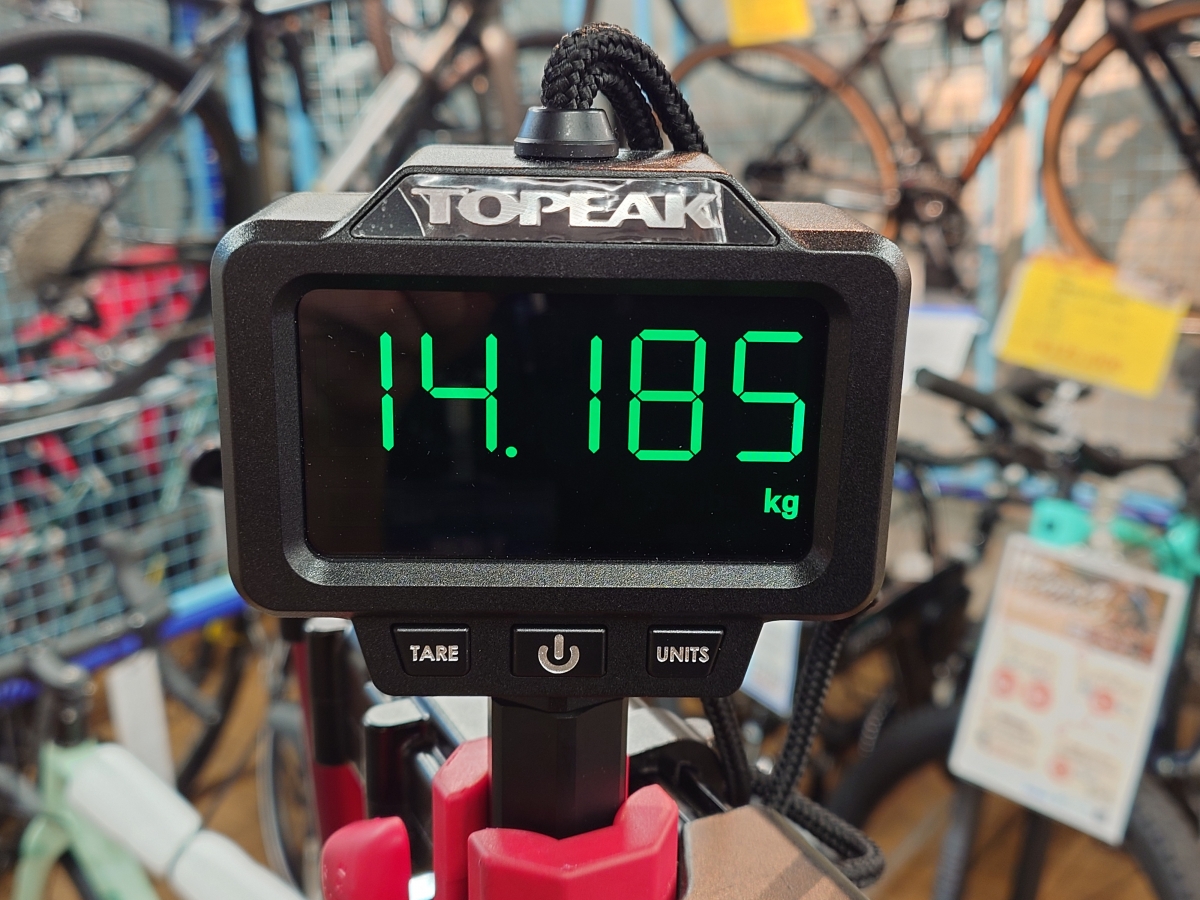 TOPEAK
14.185
kg
TARE
UNITS